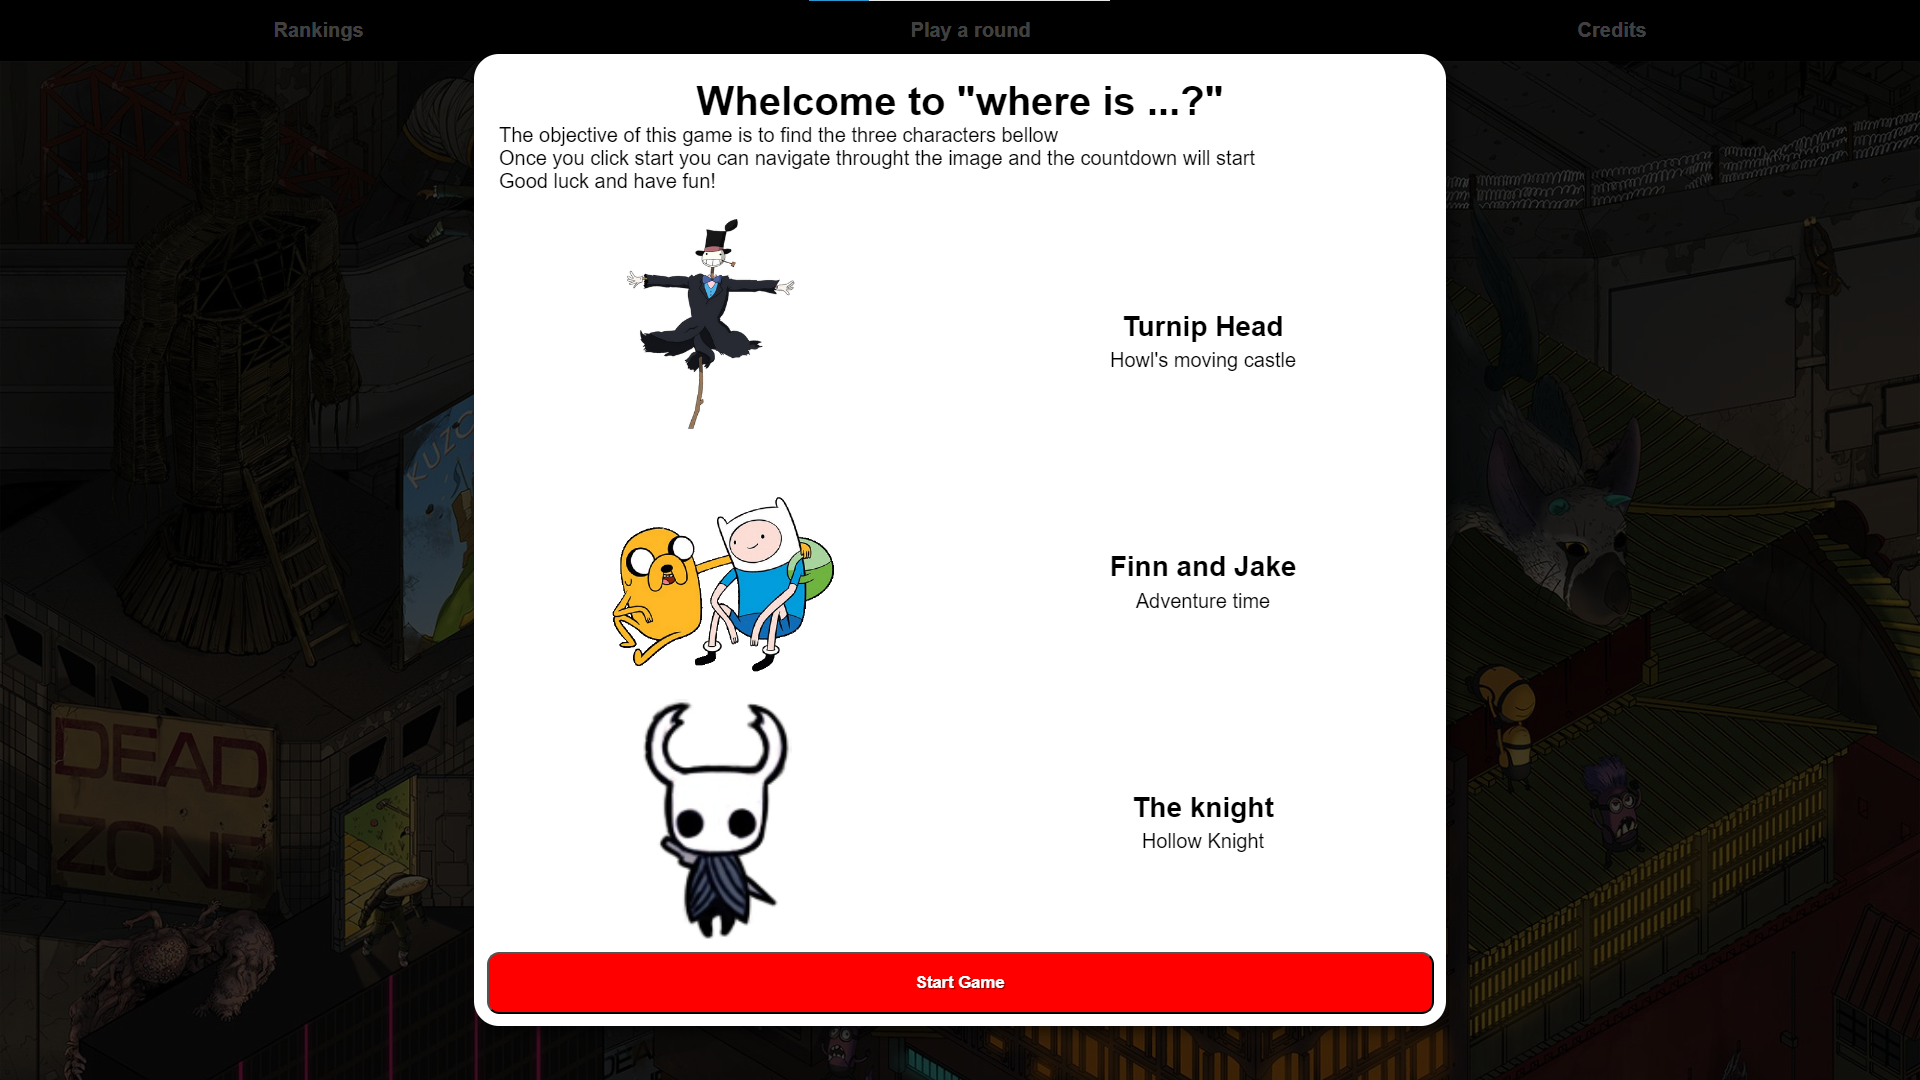 Rankings
Play a round
Credits
Whelcome to "where is ...?"
The objective of this game is to find the three characters bellow
Once you click start you can navigate throught the image and the countdown will start
Good luck and have fun!
Turnip Head
Howl's moving castle
Finn and Jake
Adventure time
The knight
Hollow Knight
KUZC
DEAD
ZONE
Start Game
DEA